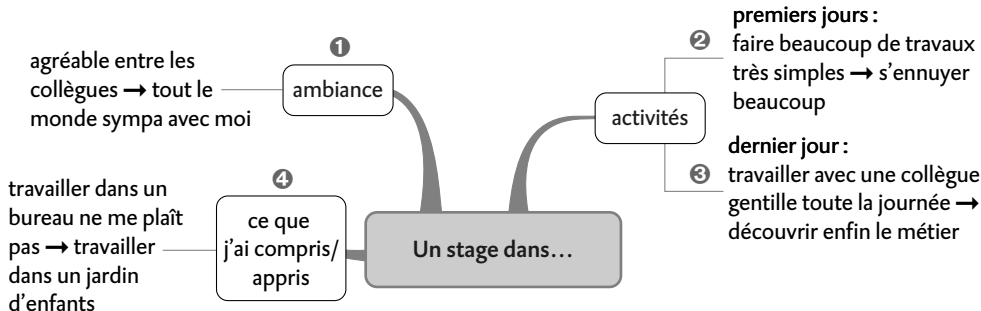 ❶
agréable entre les
collègues → tout le
monde sympa avec moi
ambiance
❷
premiers jours :
faire beaucoup de travaux
très simples → s'ennuyer
beaucoup
activités
❸
dernier jour :
travailler avec une collègue
gentille toute la journée →
découvrir enfin le métier
❹
travailler dans un
bureau ne me plaît
pas → travailler
dans un jardin
d'enfants
ce que
j'ai compris/
appris
Un stage dans…